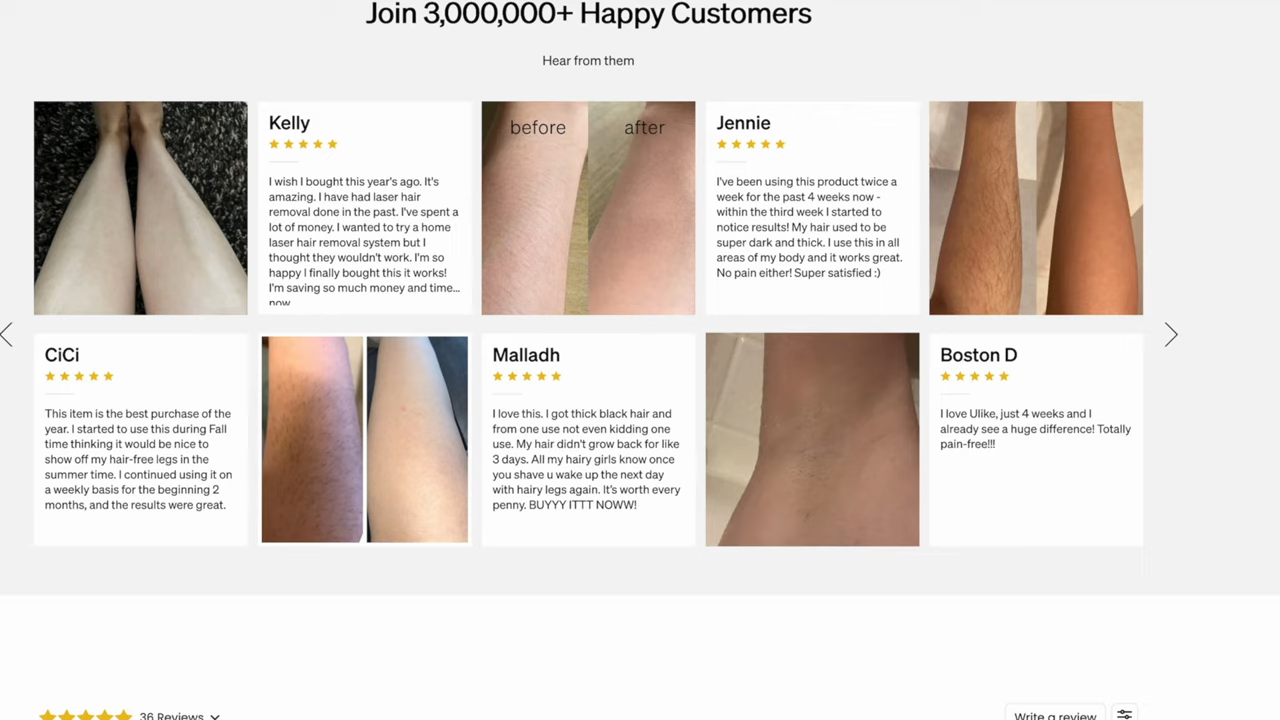 Join 3,000,000+ Happy Customers
Hear from them
Kelly
I wish I bought this year's ago. It's
amazing. I have had laser hair
removal done in the past. I've spent a
lot of money. I wanted to try a home
laser hair removal system but I
thought they wouldn't work. I'm so
happy I finally bought this it works!
I'm saving so much money and time...
now
before
after
Jennie
I've been using this product twice a
week for the past 4 weeks now -
within the third week I started to
notice results! My hair used to be
super dark and thick. I use this in all
areas of my body and it works great.
No pain either! Super satisfied :)
CiCi
This item is the best purchase of the
year. I started to use this during Fall
time thinking it would be nice to
show off my hair-free legs in the
summer time. I continued using it on
a weekly basis for the beginning 2
months, and the results were great.
Malladh
I love this. I got thick black hair and
from one use not even kidding one
use. My hair didn't grow back for like
3 days. All my hairy girls know once
you shave u wake up the next day
with hairy legs again. It's worth every
penny. BUYYY ITTT NOWW!
Boston D
I love Ulike, just 4 weeks and I
already see a huge difference! Totally
pain-free!!!
36 Reviews
Write a review